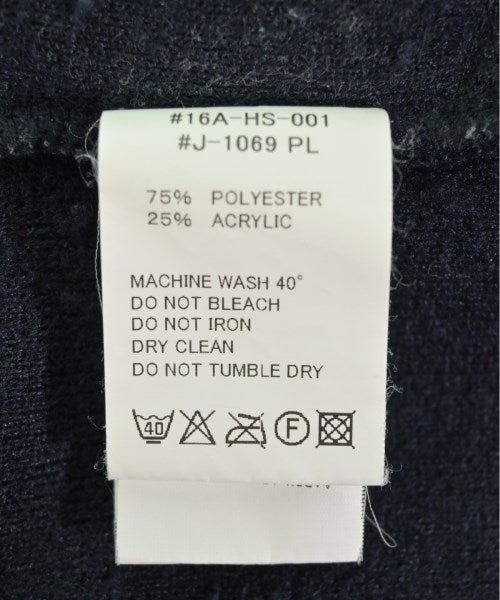 #16A-HS-001
#J-1069 PL
75% POLYESTER
25% ACRYLIC
MACHINE WASH 40°
DO NOT BLEACH
DO NOT IRON
DRY CLEAN
DO NOT TUMBLE DRY
40 F